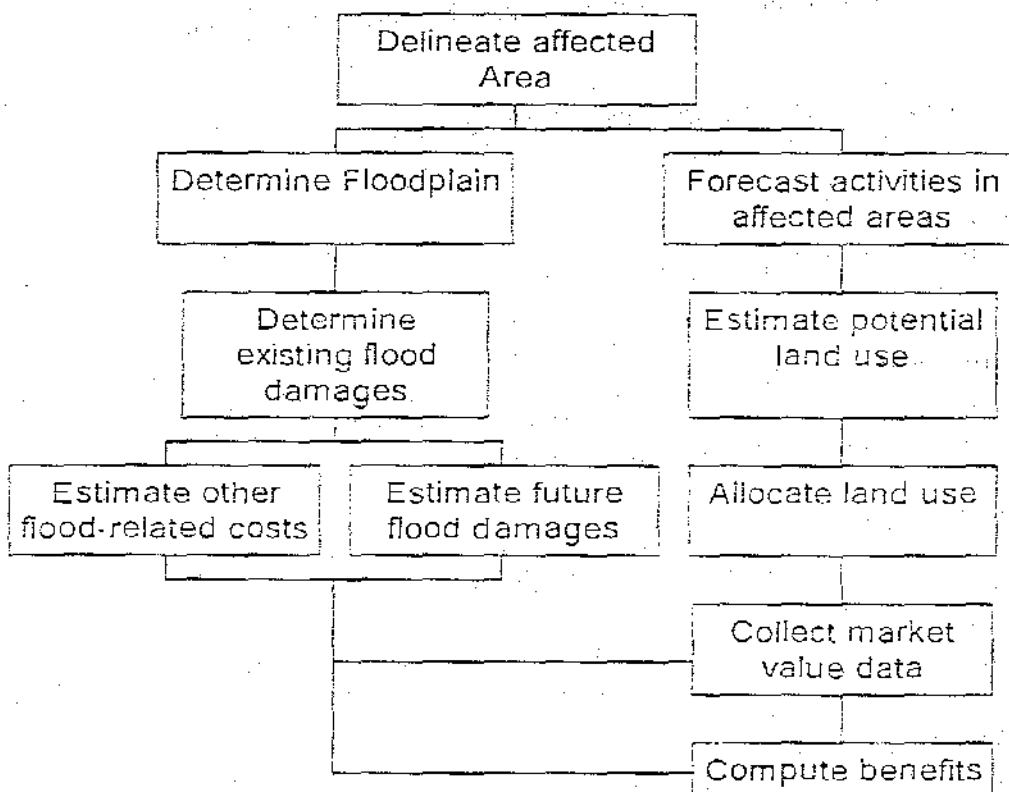 Delineate affected
Area
Determine Floodplain
Forecast activities in
affected areas
Determine
existing flood
damages
Estimate potential
land use
Estimate other
flood-related costs
Estimate future
flood damages
Allocate land use
Collect market
value data
Compute benefits